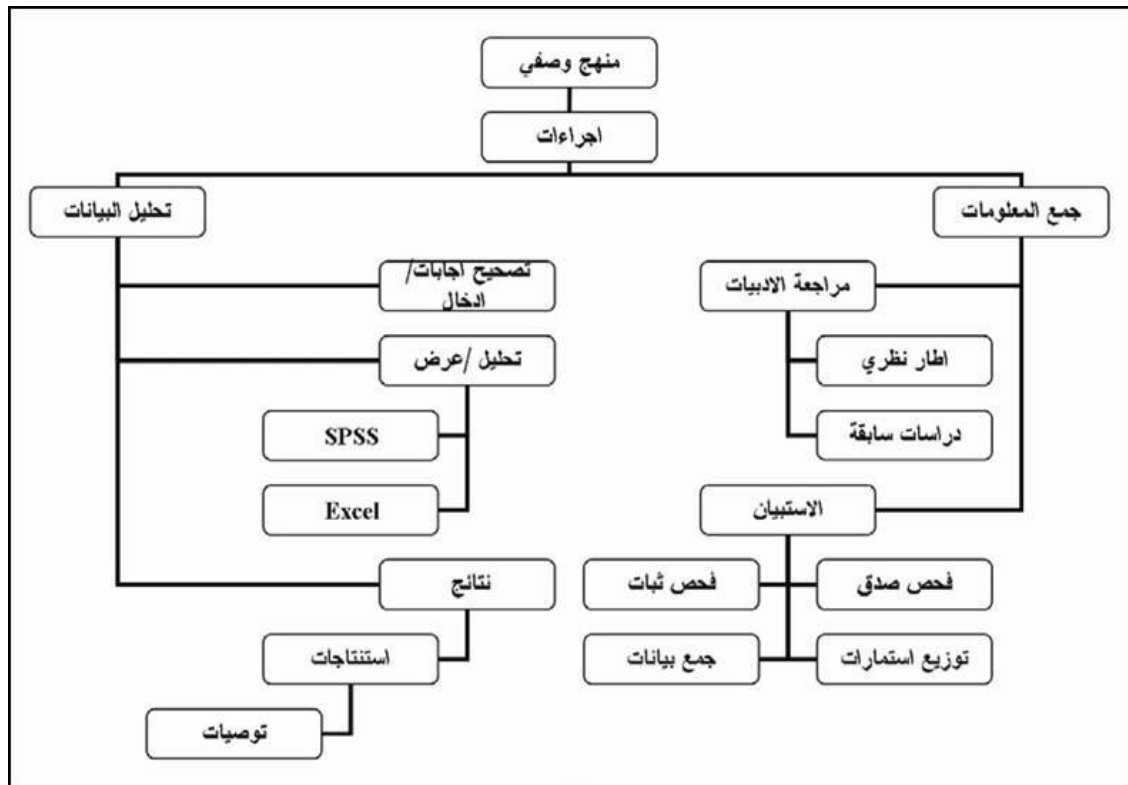 منهج وصفي
اجراءات
جمع المعلومات
تحليل البيانات
مراجعة الادبيات
تصحيح اجابات/
ادخال
اطار نظري
تحليل /عرض
دراسات سابقة
SPSS
الاستبيان
Excel
فحص صدق
فحص ثبات
نتائج
توزيع استمارات
جمع بيانات
استنتاجات
توصيات